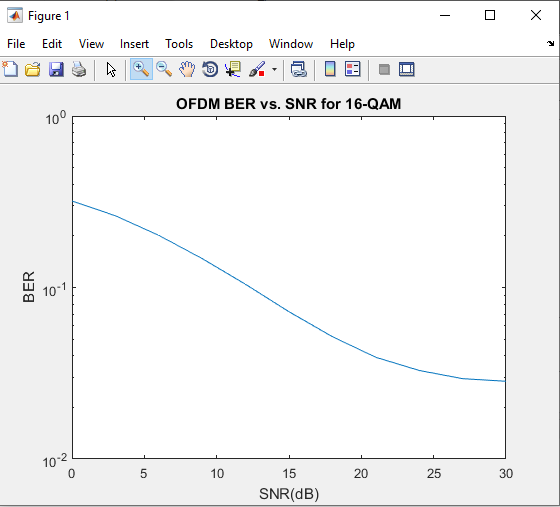 Figure 1
File Edit View Insert Tools Desktop Window Help
OFDM BER vs. SNR for 16-QAM
10^0
10^-1
10^-2
BER
0 5 10 15 20 25 30
SNR(dB)